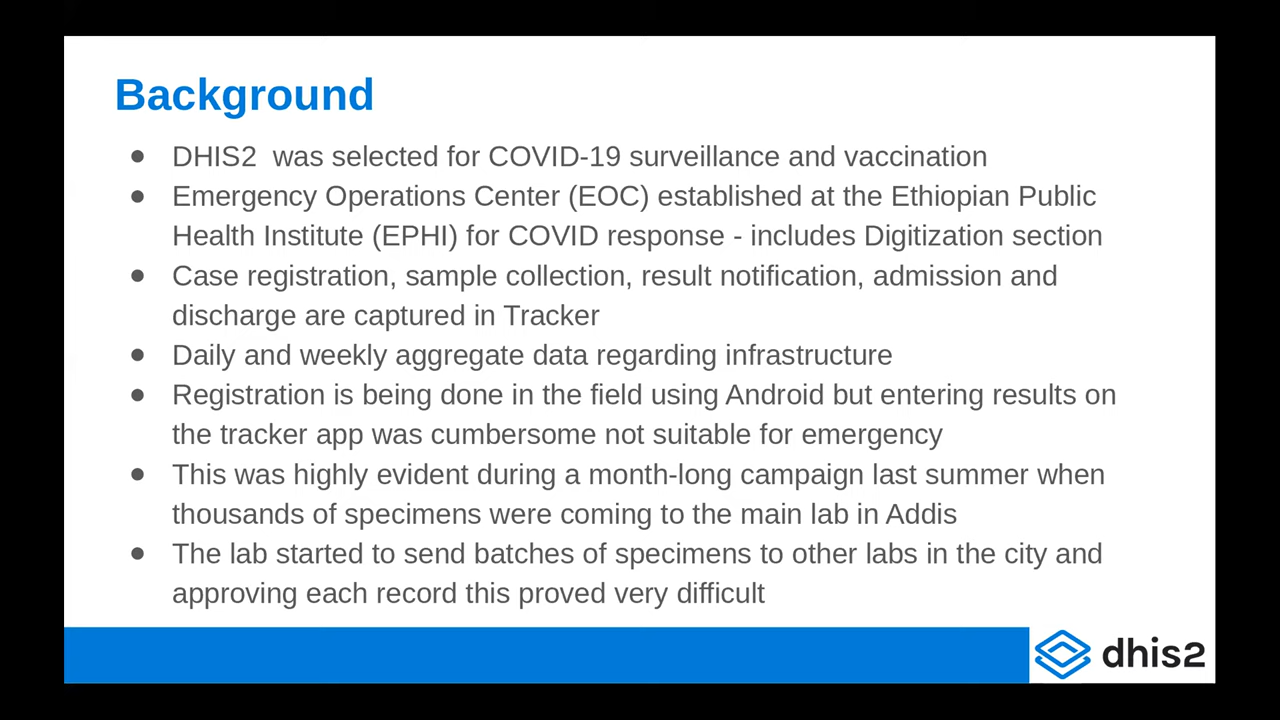 Background
● DHIS2  was selected for COVID-19 surveillance and vaccination
● Emergency Operations Center (EOC) established at the Ethiopian Public
Health Institute (EPHI) for COVID response - includes Digitization section
● Case registration, sample collection, result notification, admission and
discharge are captured in Tracker
● Daily and weekly aggregate data regarding infrastructure
● Registration is being done in the field using Android but entering results on
the tracker app was cumbersome not suitable for emergency
● This was highly evident during a month-long campaign last summer when
thousands of specimens were coming to the main lab in Addis
● The lab started to send batches of specimens to other labs in the city and
approving each record this proved very difficult
dhis2